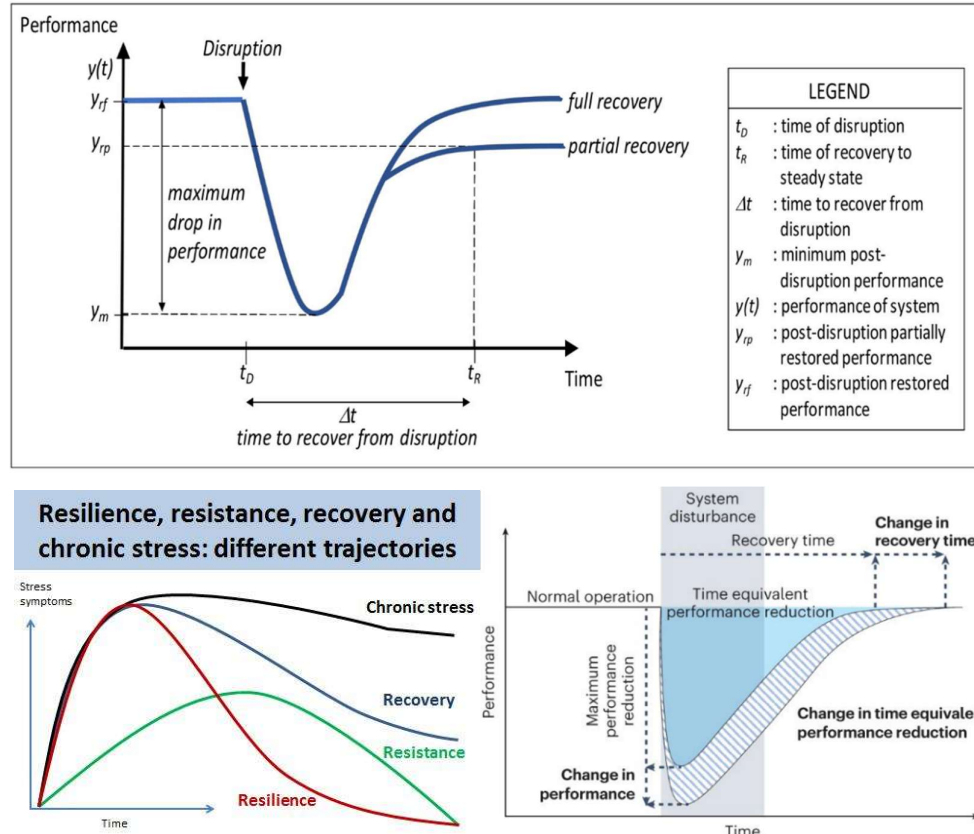 Performance
y(t)
Disruption
y_rf
y_rp
y_m
maximum
drop in
performance
full recovery
partial recovery
t_D
t_R
Time
Δt
time to recover from disruption
LEGEND
t_D : time of disruption
t_R : time of recovery to
steady state
Δt : time to recover from
disruption
y_m : minimum post-
disruption performance
y(t) : performance of system
y_rp : post-disruption partially
restored performance
y_rf : post-disruption restored
performance
Resilience, resistance, recovery and
chronic stress: different trajectories
Stress
symptoms
Chronic stress
Recovery
Resistance
Resilience
Time
System
disturbance
Recovery time
Change in
recovery time
Normal operation
Time equivalent
performance reduction
Performance
Maximum
performance
reduction
Change in
performance
Change in time equivale
performance reduction
Time